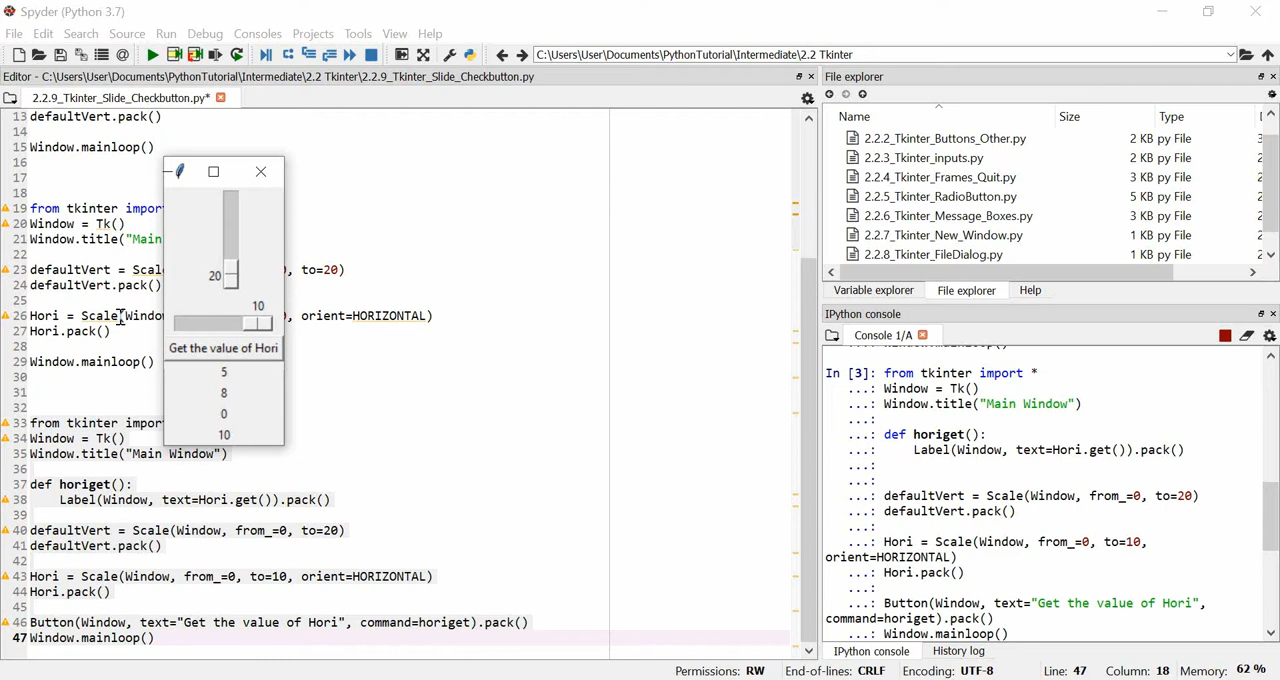 Spyder (Python 3.7)
File Edit Search Source Run Debug Consoles Projects Tools View Help
C:\Users\User\Documents\PythonTutorial\Intermediate\2.2 Tkinter
Editor - C:\Users\User\Documents\PythonTutorial\Intermediate\2.2 Tkinter\2.2.9_Tkinter_Slide_Checkbutton.py
2.2.9_Tkinter_Slide_Checkbutton.py*
13 defaultVert.pack()
14
15 Window.mainloop()
16
17
18
19 from tkinter impor
20 Window = Tk()
21 Window.title("Main
22
23 defaultVert = Scal , to=20)
24 defaultVert.pack()
25
26 Hori = Scale(Windo , orient=HORIZONTAL)
27 Hori.pack()
28
29 Window.mainloop()
30
31
32
33 from tkinter impor
34 Window = Tk()
35 Window.title("Main Window")
36
37 def horiget():
38 Label(Window, text=Hori.get()).pack()
39
40 defaultVert = Scale(Window, from_=0, to=20)
41 defaultVert.pack()
42
43 Hori = Scale(Window, from_=0, to=10, orient=HORIZONTAL)
44 Hori.pack()
45
46 Button(Window, text="Get the value of Hori", command=horiget).pack()
47 Window.mainloop()
20
10
Get the value of Hori
5
8
0
10
File explorer
Name Size Type
2.2.2_Tkinter_Buttons_Other.py 2 KB py File
2.2.3_Tkinter_inputs.py 2 KB py File
2.2.4_Tkinter_Frames_Quit.py 3 KB py File
2.2.5_Tkinter_RadioButton.py 5 KB py File
2.2.6_Tkinter_Message_Boxes.py 3 KB py File
2.2.7_Tkinter_New_Window.py 1 KB py File
2.2.8_Tkinter_FileDialog.py 1 KB py File
Variable explorer File explorer Help
IPython console
Console 1/A
In [3]: from tkinter import *
...: Window = Tk()
...: Window.title("Main Window")
...:
...: def horiget():
...: Label(Window, text=Hori.get()).pack()
...:
...:
...: defaultVert = Scale(Window, from_=0, to=20)
...: defaultVert.pack()
...:
...: Hori = Scale(Window, from_=0, to=10,
orient=HORIZONTAL)
...: Hori.pack()
...:
...: Button(Window, text="Get the value of Hori",
command=horiget).pack()
...: Window.mainloop()
IPython console History log
Permissions: RW End-of-lines: CRLF Encoding: UTF-8 Line: 47 Column: 18 Memory: 62 %